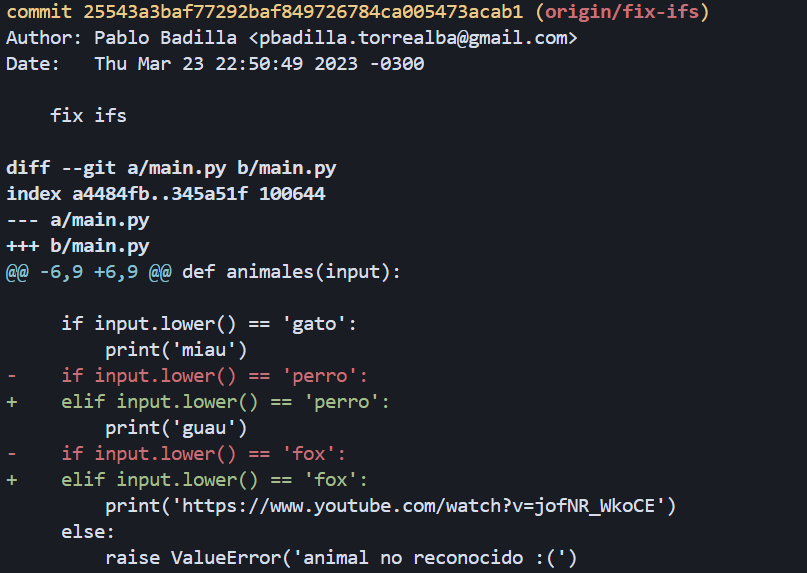 commit 25543a3baf77292baf849726784ca005473acab1 (origin/fix-ifs)
Author: Pablo Badilla <pbadilla.torrealba@gmail.com>
Date:   Thu Mar 23 22:50:49 2023 -0300
    fix ifs
diff --git a/main.py b/main.py
index a4484fb..345a51f 100644
--- a/main.py
+++ b/main.py
@@ -6,9 +6,9 @@ def animales(input):
     if input.lower() == 'gato':
         print('miau')
-    if input.lower() == 'perro':
+    elif input.lower() == 'perro':
         print('guau')
-    if input.lower() == 'fox':
+    elif input.lower() == 'fox':
         print('https://www.youtube.com/watch?v=jofNR_WkoCE')
     else:
         raise ValueError('animal no reconocido :(')